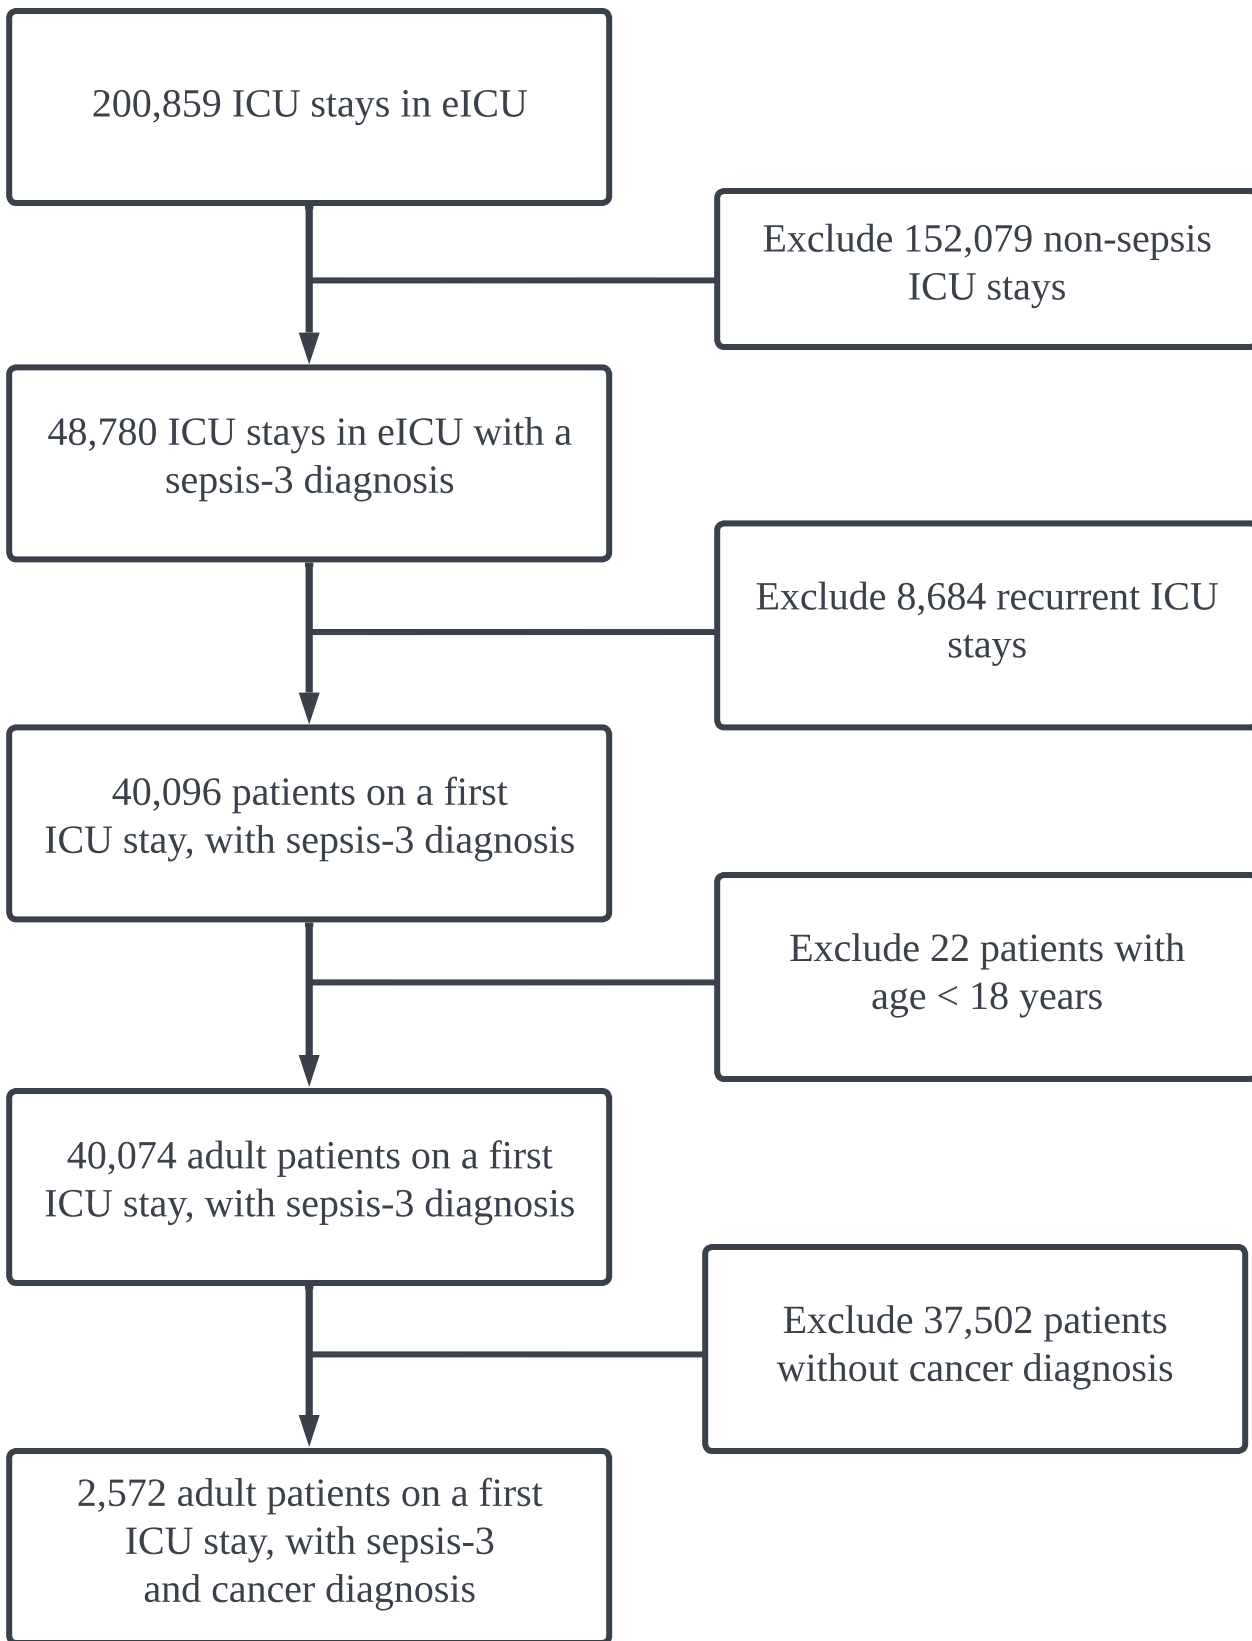 200,859 ICU stays in eICU
Exclude 152,079 non-sepsis
ICU stays
48,780 ICU stays in eICU with a
sepsis-3 diagnosis
Exclude 8,684 recurrent ICU
stays
40,096 patients on a first
ICU stay, with sepsis-3 diagnosis
Exclude 22 patients with
age < 18 years
40,074 adult patients on a first
ICU stay, with sepsis-3 diagnosis
Exclude 37,502 patients
without cancer diagnosis
2,572 adult patients on a first
ICU stay, with sepsis-3
and cancer diagnosis